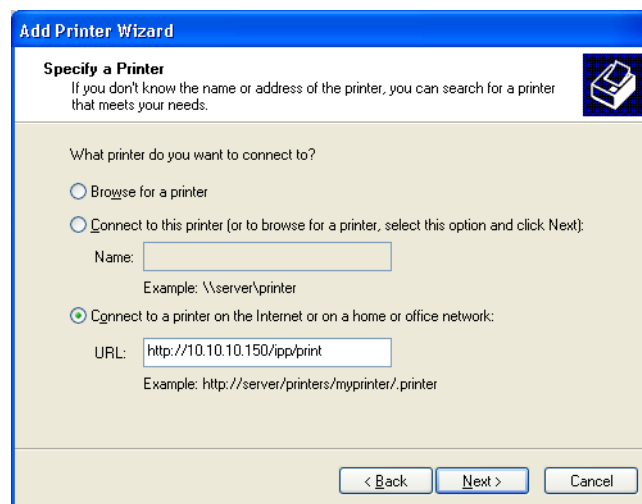 Add Printer Wizard
Specify a Printer
If you don't know the name or address of the printer, you can search for a printer
that meets your needs.
What printer do you want to connect to?
Browse for a printer
Connect to this printer (or to browse for a printer, select this option and click Next):
Name:
Example: \\server\printer
Connect to a printer on the Internet or on a home or office network:
URL: http://10.10.10.150/ipp/print
Example: http://server/printers/myprinter/.printer
< Back Next > Cancel